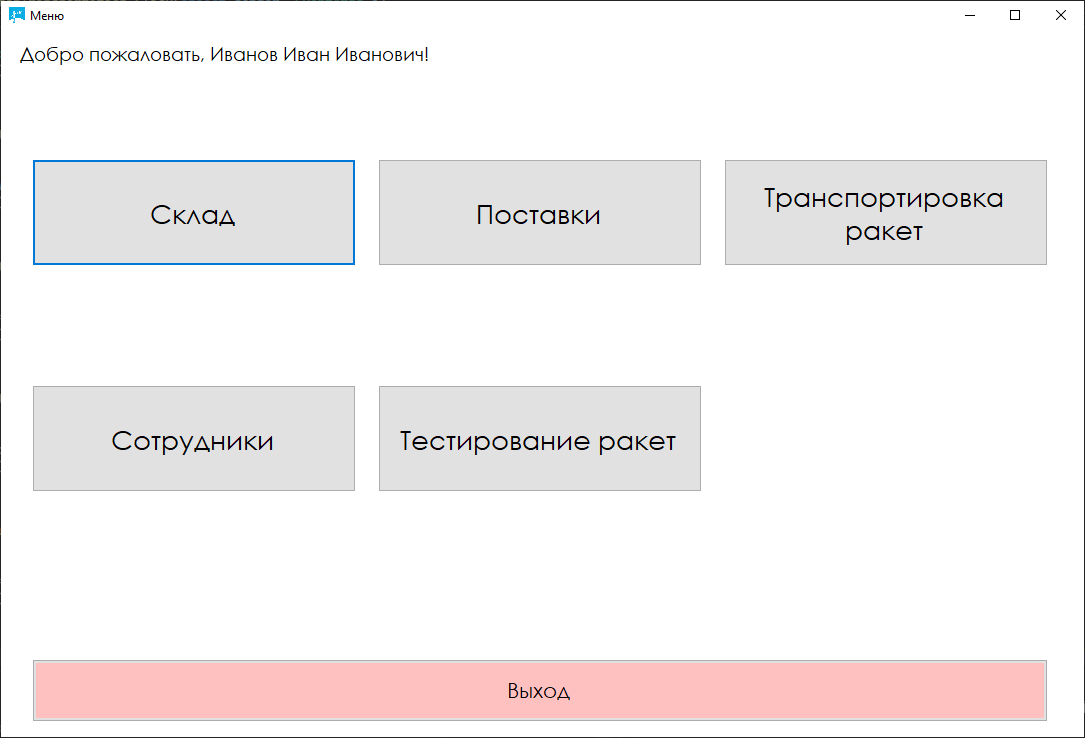 Меню
Добро пожаловать, Иванов Иван Иванович!
Склад
Поставки
Транспортировка
ракет
Сотрудники
Тестирование ракет
Выход